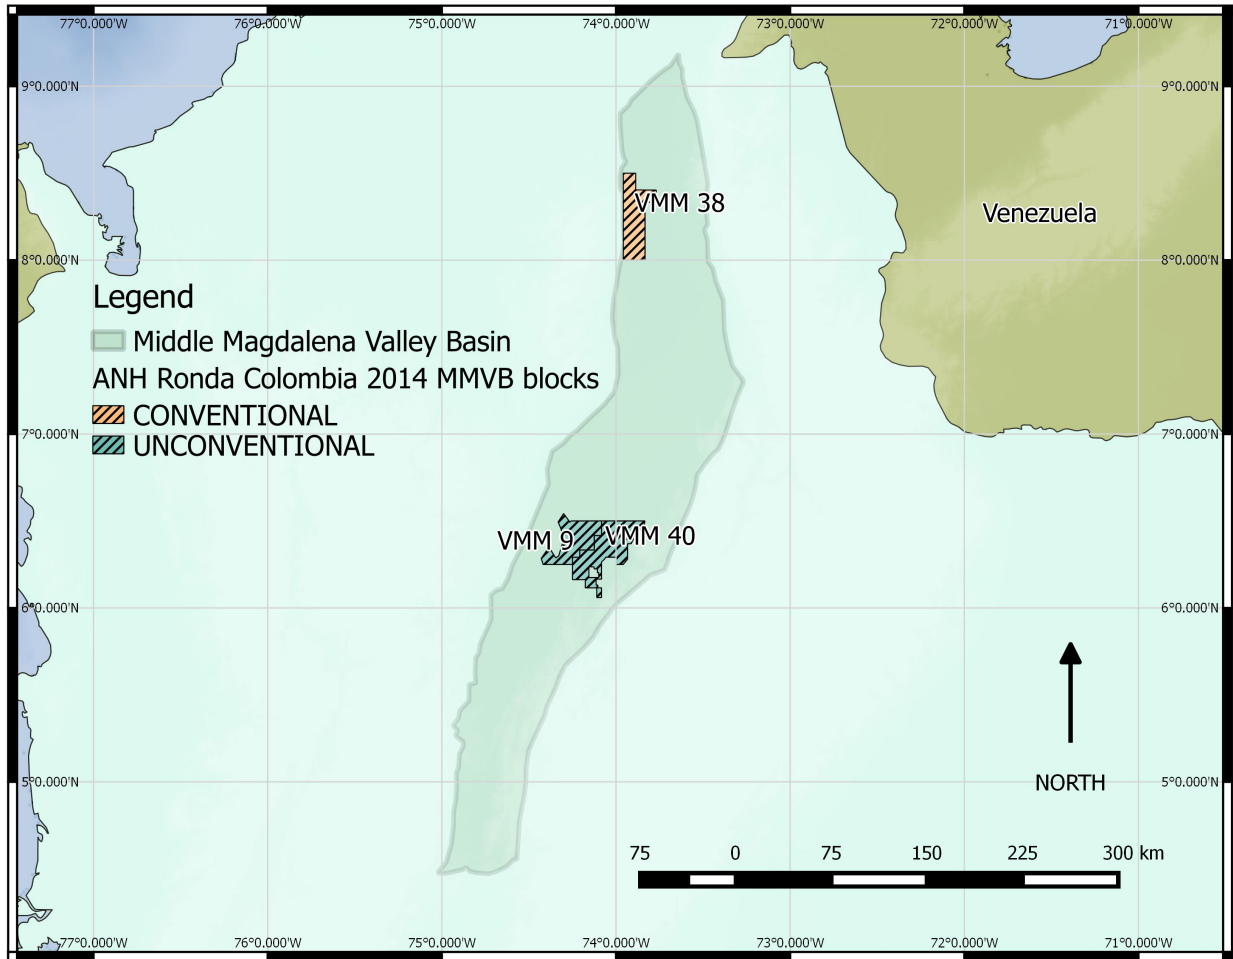 77°0.000'W 76°0.000'W 75°0.000'W 74°0.000'W 73°0.000'W 72°0.000'W 71°0.000'W
9°0.000'N 9°0.000'N
VMM 38
Venezuela
8°0.000'N 8°0.000'N
Legend
Middle Magdalena Valley Basin
ANH Ronda Colombia 2014 MMVB blocks
CONVENTIONAL
7°0.000'N 7°0.000'N
UNCONVENTIONAL
VMM 9 VMM 40
6°0.000'N 6°0.000'N
5°0.000'N NORTH 5°0.000'N
75 0 75 150 225 300 km
77°0.000'W 76°0.000'W 75°0.000'W 74°0.000'W 73°0.000'W 72°0.000'W 71°0.000'W